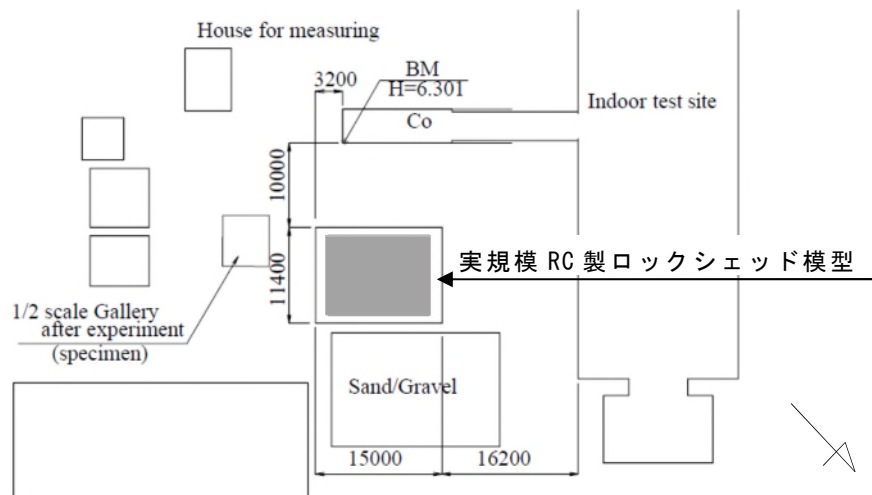 House for measuring
3200
BM
H=6.301
Co
Indoor test site
10000
実規模 RC 製ロックシェッド模型
11400
1/2 scale Gallery
after experiment
(specimen)
Sand/Gravel
15000
16200